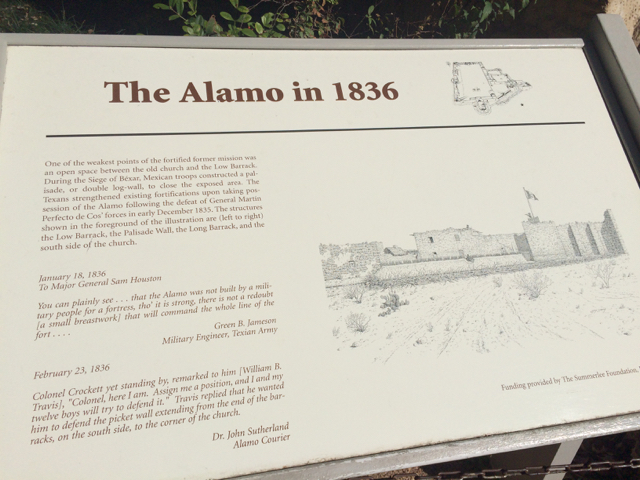 The Alamo in 1836
One of the weakest points of the fortified former mission was
an open space between the old church and the Low Barrack.
During the Siege of Béxar, Mexican troops constructed a pal-
isade, or double log-wall, to close the exposed area. The
Texans strengthened existing fortifications upon taking pos-
session of the Alamo following the defeat of General Martin
Perfecto de Cos' forces in early December 1835. The structures
shown in the foreground of the illustration are (left to right)
the Low Barrack, the Palisade Wall, the Long Barrack, and the
south side of the church.
January 18, 1836
To Major General Sam Houston
You can plainly see . . . that the Alamo was not built by a mili-
tary people for a fortress, tho' it is strong, there is not a redoubt
[a small breastwork] that will command the whole line of the
fort . . . .
Green B. Jameson
Military Engineer, Texian Army
February 23, 1836
Colonel Crockett yet standing by, remarked to him [William B.
Travis], "Colonel, here I am. Assign me a position, and I and my
twelve boys will try to defend it." Travis replied that he wanted
him to defend the picket wall extending from the end of the bar-
racks, on the south side, to the corner of the church.
Dr. John Sutherland
Alamo Courier
Funding provided by The Summerlee Foundation,